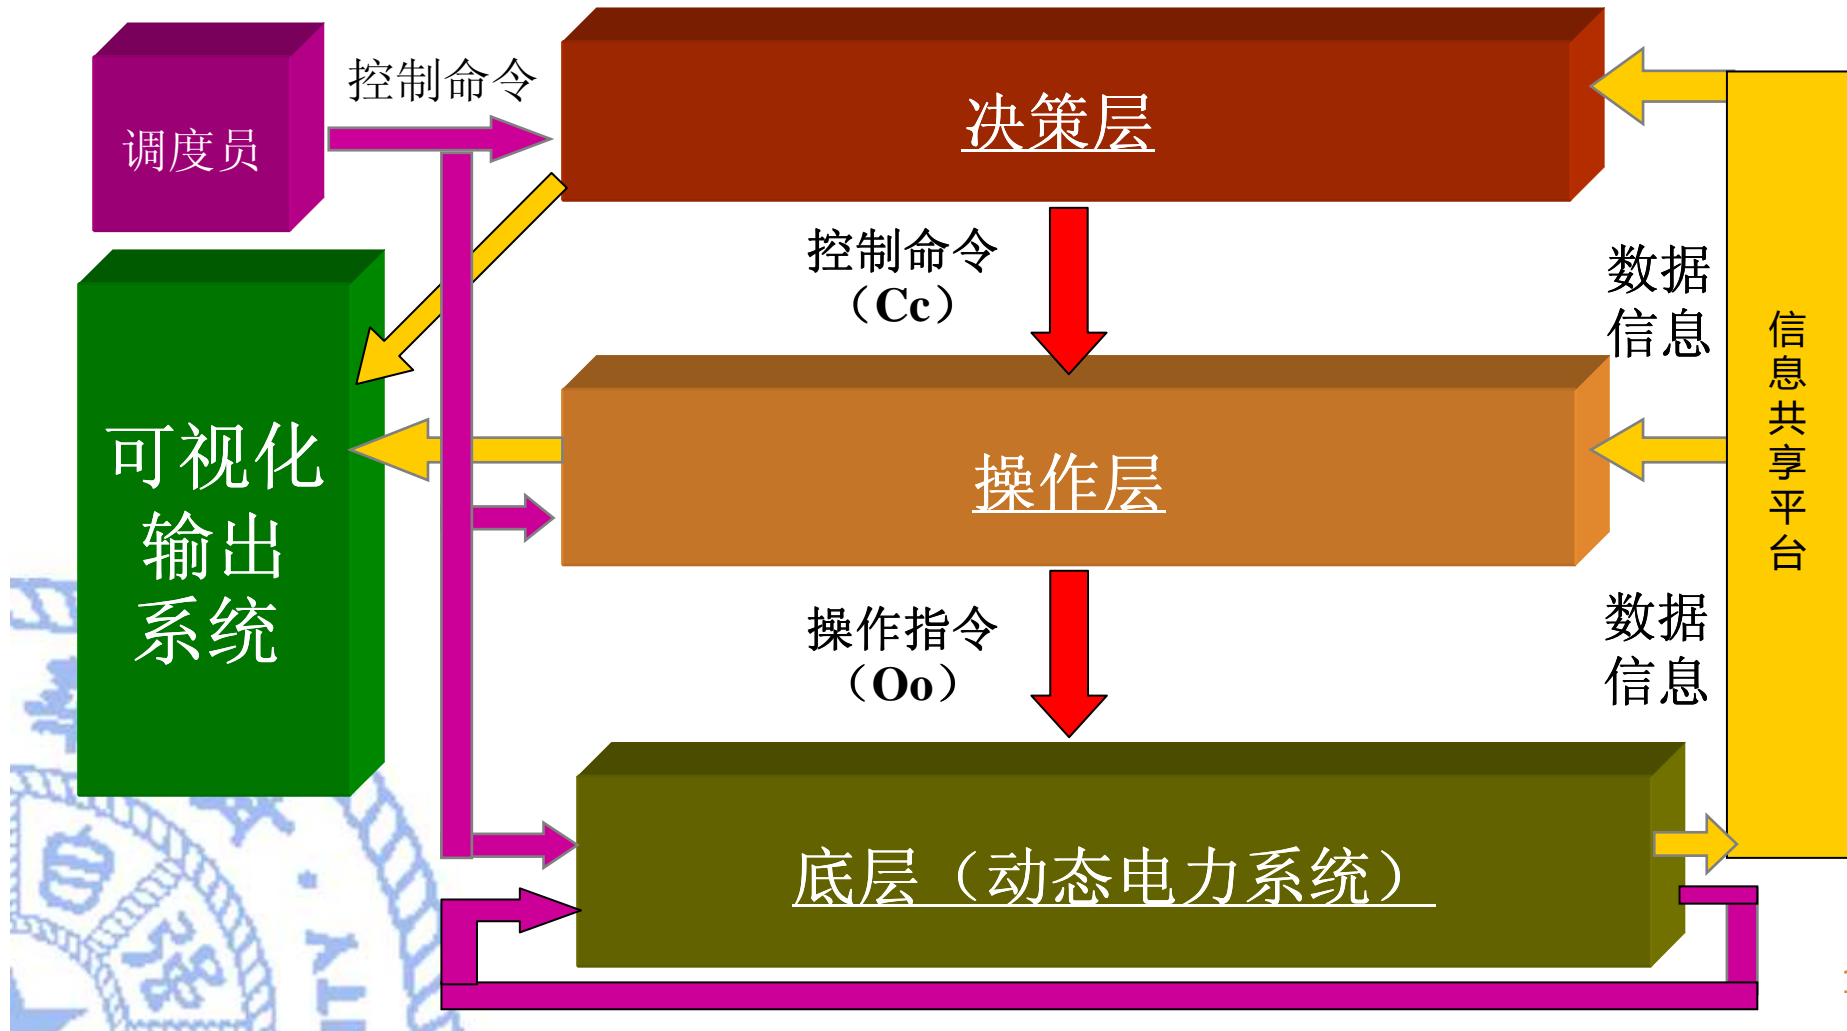 调度员
控制命令
决策层
控制命令
（Cc）
数据
信息
可视化
输出
系统
操作层
信
息
共
享
平
台
操作指令
（Oo）
数据
信息
底层（动态电力系统）
ITY